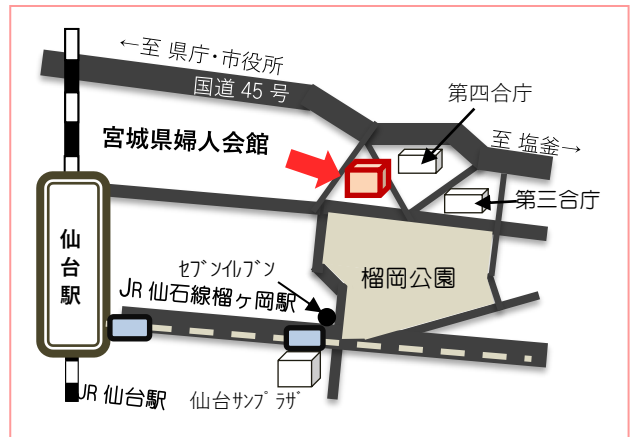 ←至 県庁・市役所
国道 45 号
第四合庁
宮城県婦人会館
至 塩釜→
第三合庁
仙台駅
ｾﾌﾞﾝｲﾚﾌﾞﾝ
榴岡公園
JR 仙石線榴ヶ岡駅
JR 仙台駅
仙台ｻﾝﾌﾟﾗｻﾞ